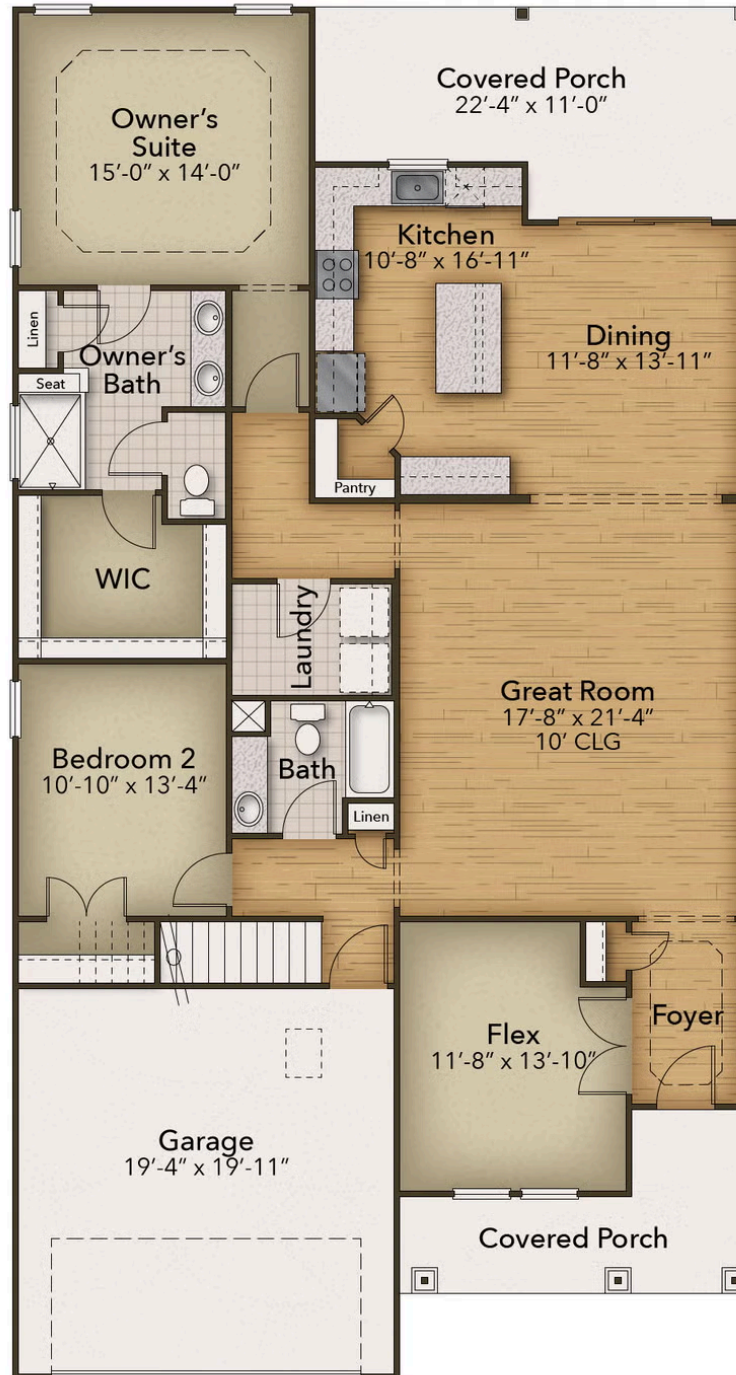 Covered Porch
22’-4” x 11’-0”
Owner’s
Suite
15’-0” x 14’-0”
Kitchen
10’-8” x 16’-11”
Dining
11’-8” x 13’-11”
Linen
Owner’s
Bath
Seat
Pantry
WIC
Laundry
Great Room
17’-8” x 21’-4”
10’ CLG
Bedroom 2
10’-10” x 13’-4”
Bath
Linen
Flex
11’-8” x 13’-10”
Foyer
Garage
19’-4” x 19’-11”
Covered Porch